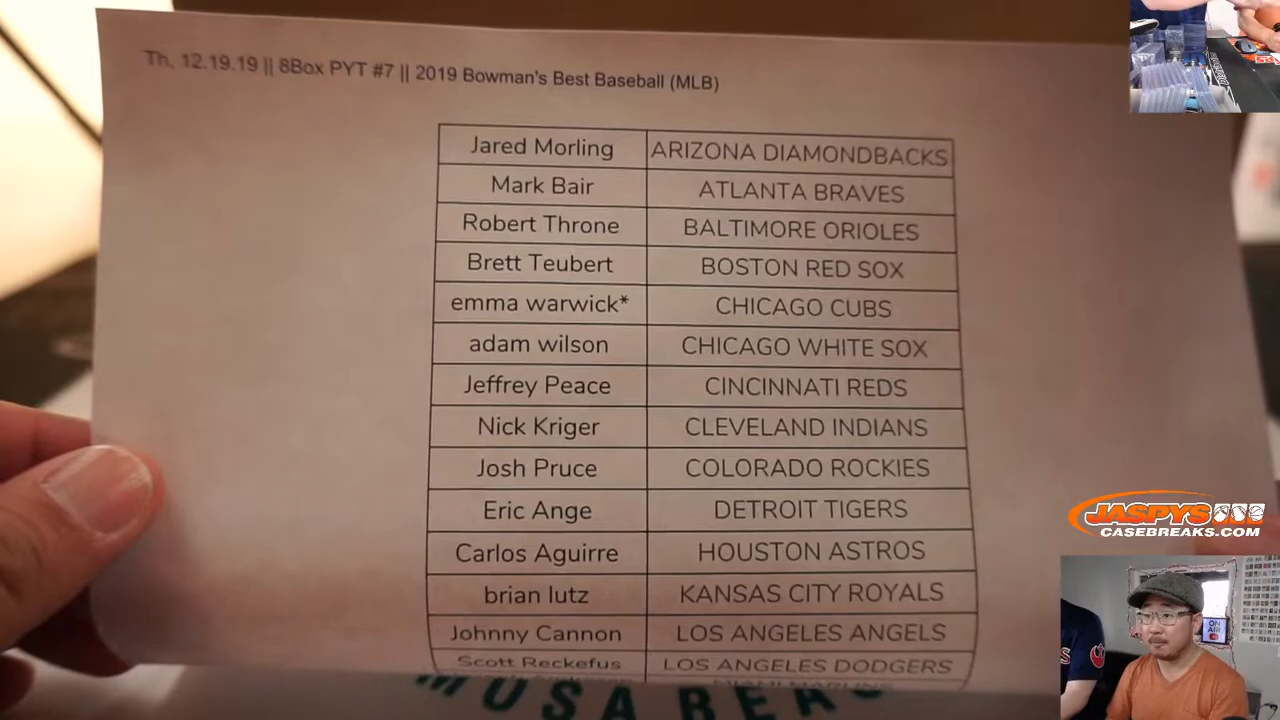 Th, 12.19.19 || 8Box PYT #7 || 2019 Bowman's Best Baseball (MLB)
Jared Morling ARIZONA DIAMONDBACKS
Mark Bair ATLANTA BRAVES
Robert Throne BALTIMORE ORIOLES
Brett Teubert BOSTON RED SOX
emma warwick* CHICAGO CUBS
adam wilson CHICAGO WHITE SOX
Jeffrey Peace CINCINNATI REDS
Nick Kriger CLEVELAND INDIANS
Josh Pruce COLORADO ROCKIES
Eric Ange DETROIT TIGERS
Carlos Aguirre HOUSTON ASTROS
brian lutz KANSAS CITY ROYALS
Johnny Cannon LOS ANGELES ANGELS
Scott Reckefus LOS ANGELES DODGERS
MIAMI MARLINS
JASPYS
CASEBREAKS.COM
ON
AIR